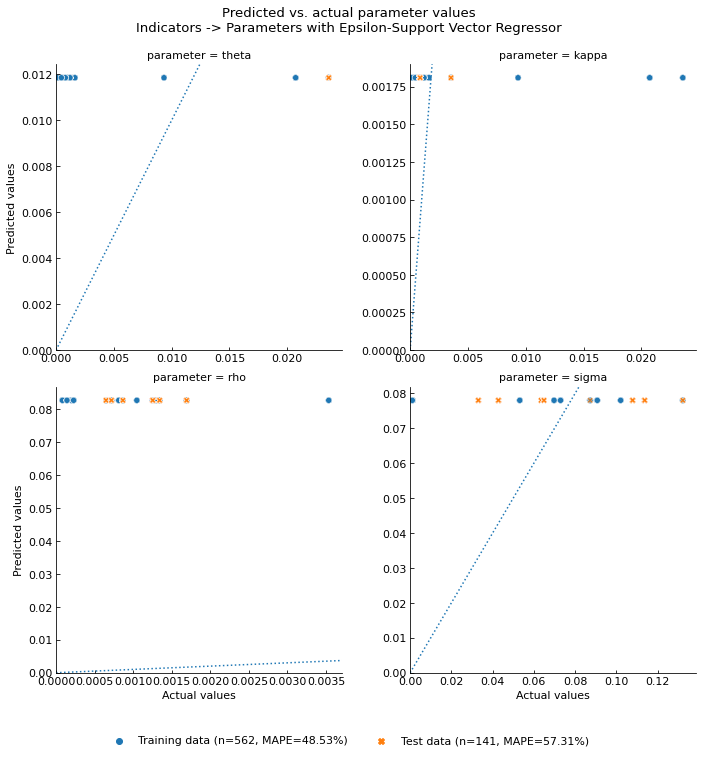 Predicted vs. actual parameter values
Indicators -> Parameters with Epsilon-Support Vector Regressor
parameter = theta
0.012
0.010
0.008
0.006
0.004
0.002
0.000
Predicted values
0.000 0.005 0.010 0.015 0.020
parameter = kappa
0.00175
0.00150
0.00125
0.00100
0.00075
0.00050
0.00025
0.00000
0.000 0.005 0.010 0.015 0.020
parameter = rho
0.08
0.07
0.06
0.05
0.04
0.03
0.02
0.01
0.00
Predicted values
0.0000 0.0005 0.0010 0.0015 0.0020 0.0025 0.0030 0.0035
Actual values
parameter = sigma
0.08
0.07
0.06
0.05
0.04
0.03
0.02
0.01
0.00
0.00 0.02 0.04 0.06 0.08 0.10 0.12
Actual values
Training data (n=562, MAPE=48.53%)
Test data (n=141, MAPE=57.31%)